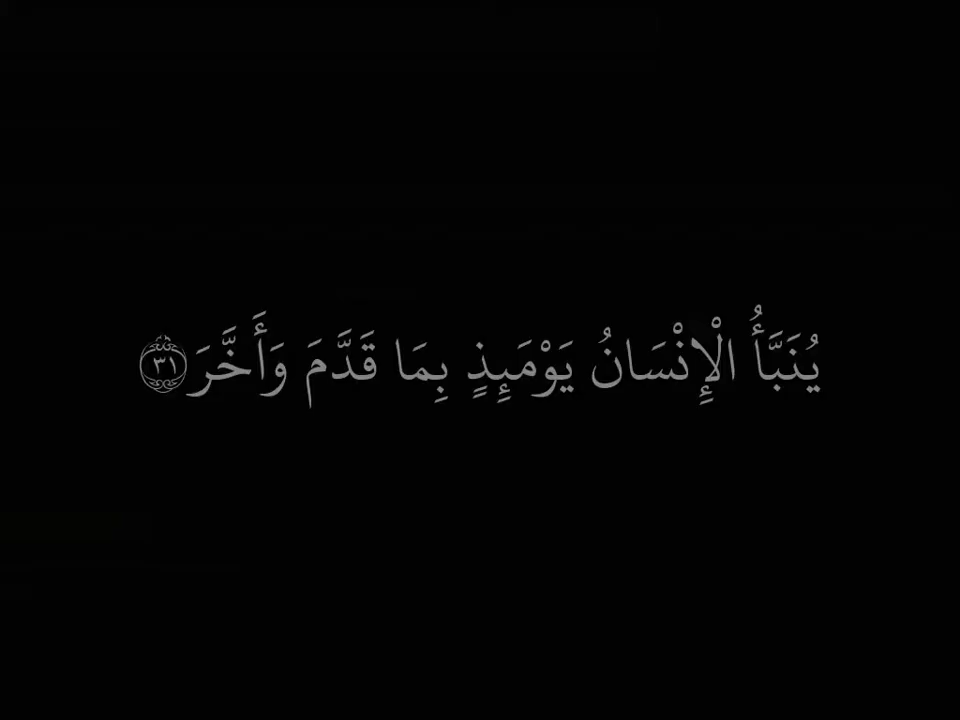 يُنَبَّأُ الْإِنْسَانُ يَوْمَئِذٍ بِمَا قَدَّمَ وَأَخَّرَ ٣١